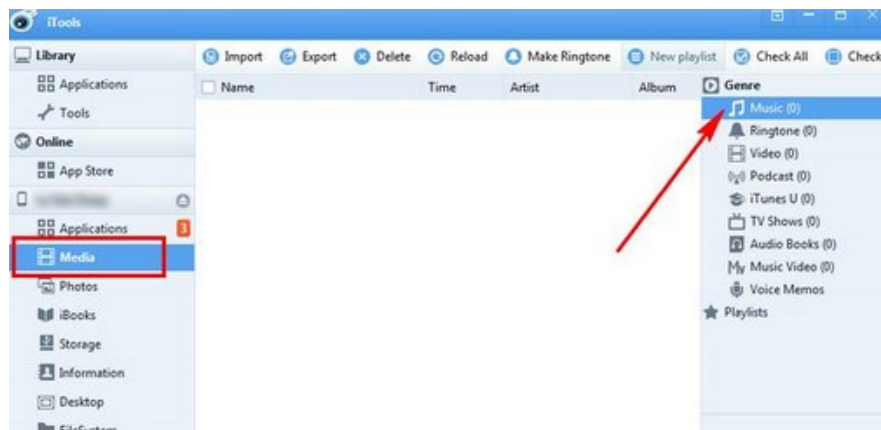 iTools
Library
Applications
Tools
Online
App Store
Applications 3
Media
Photos
iBooks
Storage
Information
Desktop
FileSystem
Import Export Delete Reload Make Ringtone New playlist Check All Check
Name Time Artist Album
Genre
Music (0)
Ringtone (0)
Video (0)
Podcast (0)
iTunes U (0)
TV Shows (0)
Audio Books (0)
My Music Video (0)
Voice Memos
Playlists